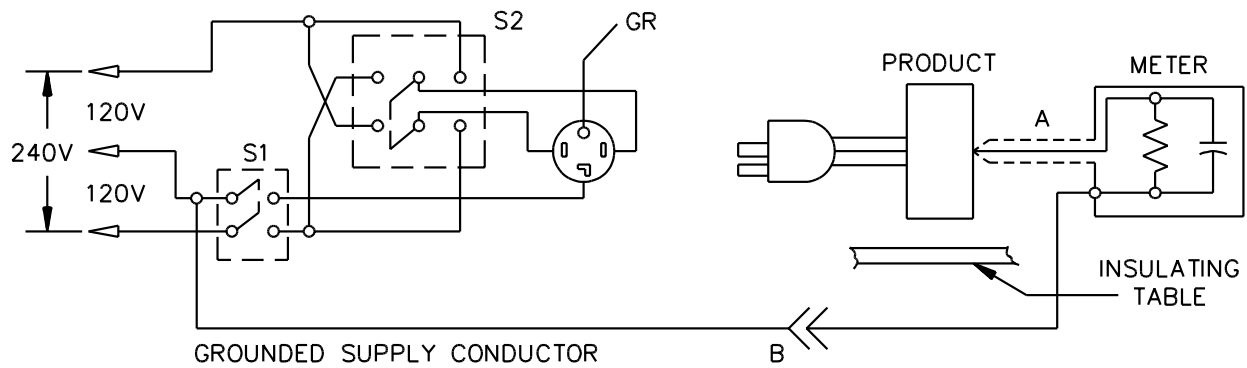 S2
GR
PRODUCT
METER
120V
A
240V
S1
120V
INSULATING
TABLE
GROUNDED SUPPLY CONDUCTOR
B